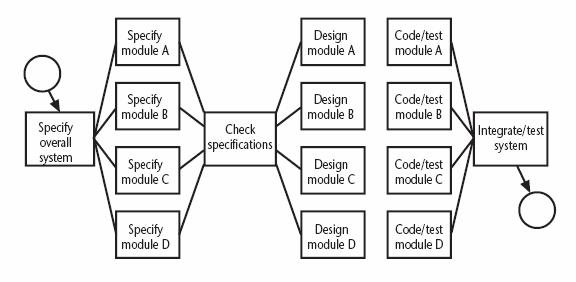 Specify
overall
system
Specify
module A
Specify
module B
Specify
module C
Specify
module D
Check
specifications
Design
module A
Design
module B
Design
module C
Design
module D
Code/test
module A
Code/test
module B
Code/test
module C
Code/test
module D
Integrate/test
system